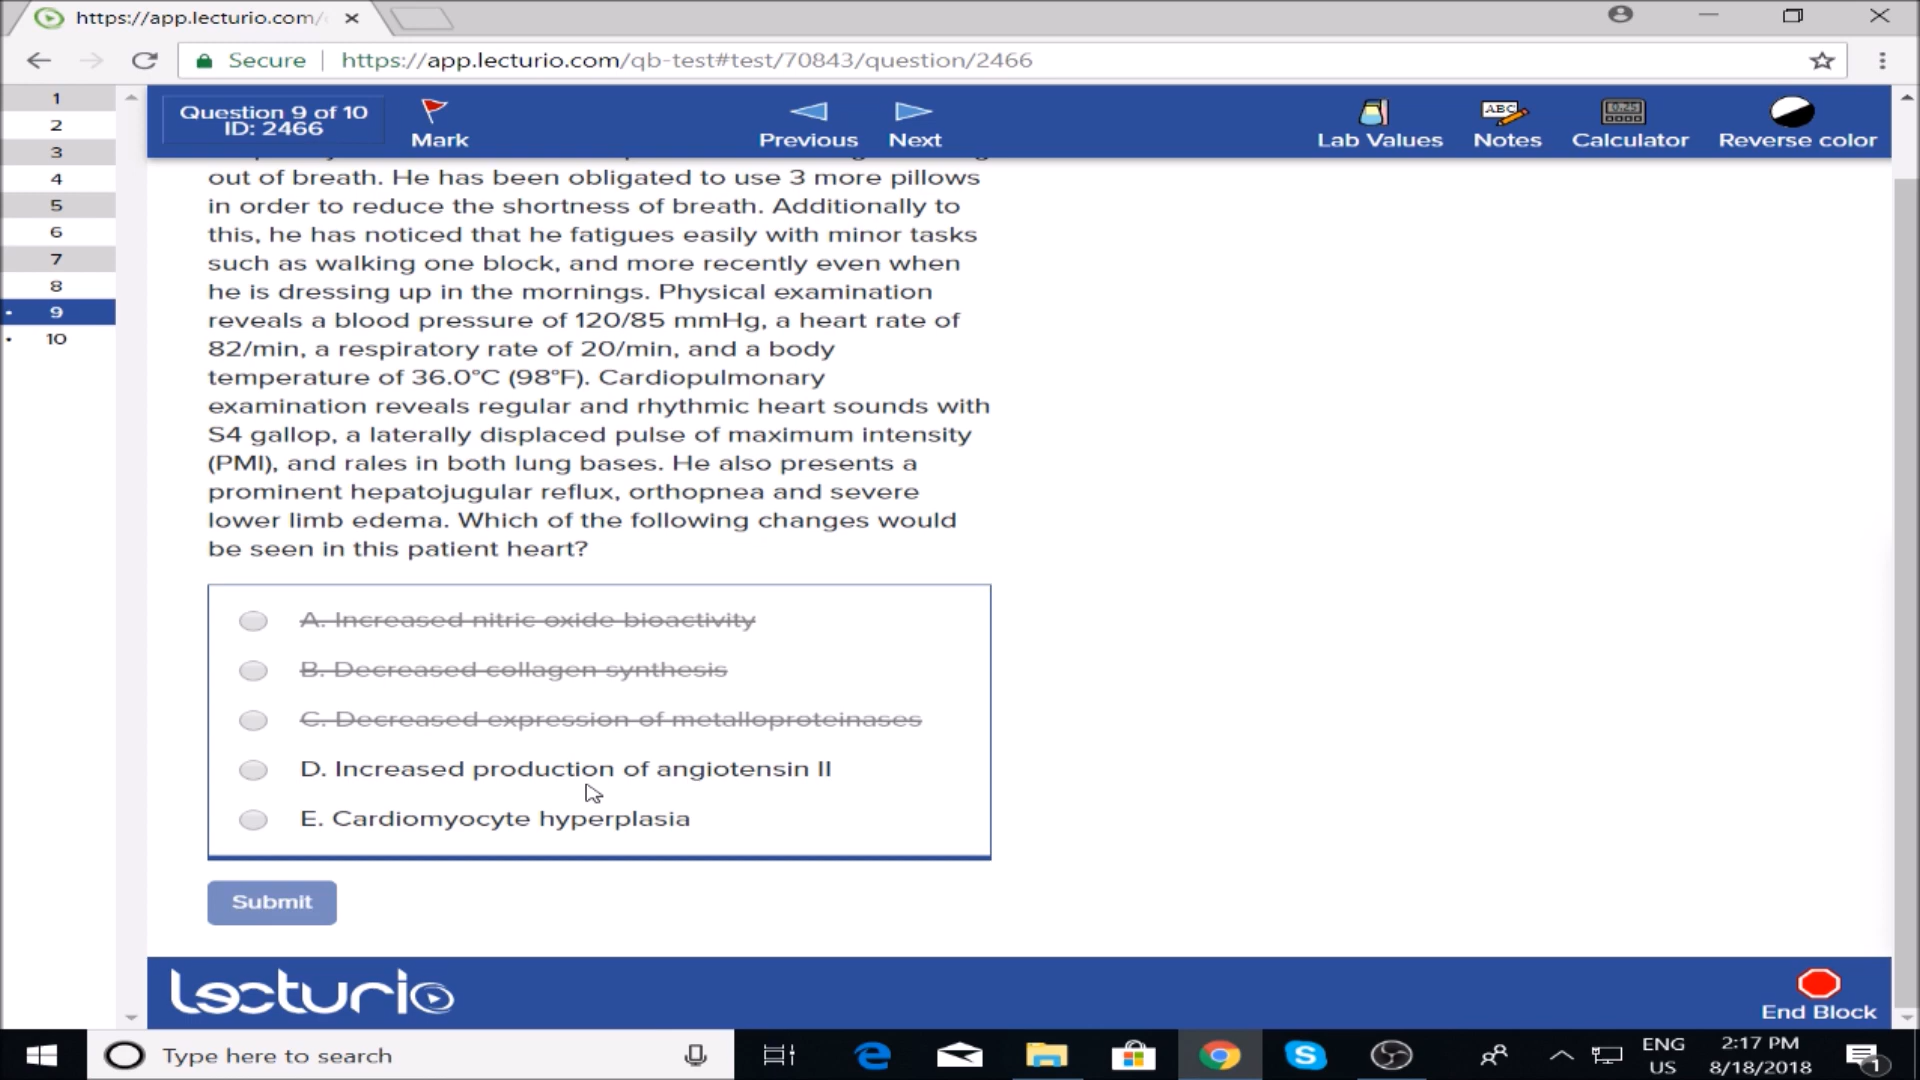 https://app.lecturio.com/
Secure
https://app.lecturio.com/qb-test#test/70843/question/2466
1
2
3
4
5
6
7
8
9
10
Question 9 of 10
ID: 2466
Mark
Previous
Next
Lab Values
Notes
Calculator
Reverse color
ABC
0.25
out of breath. He has been obligated to use 3 more pillows
in order to reduce the shortness of breath. Additionally to
this, he has noticed that he fatigues easily with minor tasks
such as walking one block, and more recently even when
he is dressing up in the mornings. Physical examination
reveals a blood pressure of 120/85 mmHg, a heart rate of
82/min, a respiratory rate of 20/min, and a body
temperature of 36.0°C (98°F). Cardiopulmonary
examination reveals regular and rhythmic heart sounds with
S4 gallop, a laterally displaced pulse of maximum intensity
(PMI), and rales in both lung bases. He also presents a
prominent hepatojugular reflux, orthopnea and severe
lower limb edema. Which of the following changes would
be seen in this patient heart?
A. Increased nitric oxide bioactivity
B. Decreased collagen synthesis
C. Decreased expression of metalloproteinases
D. Increased production of angiotensin II
E. Cardiomyocyte hyperplasia
Submit
lecturio
End Block
Type here to search
ENG
US
2:17 PM
8/18/2018
1